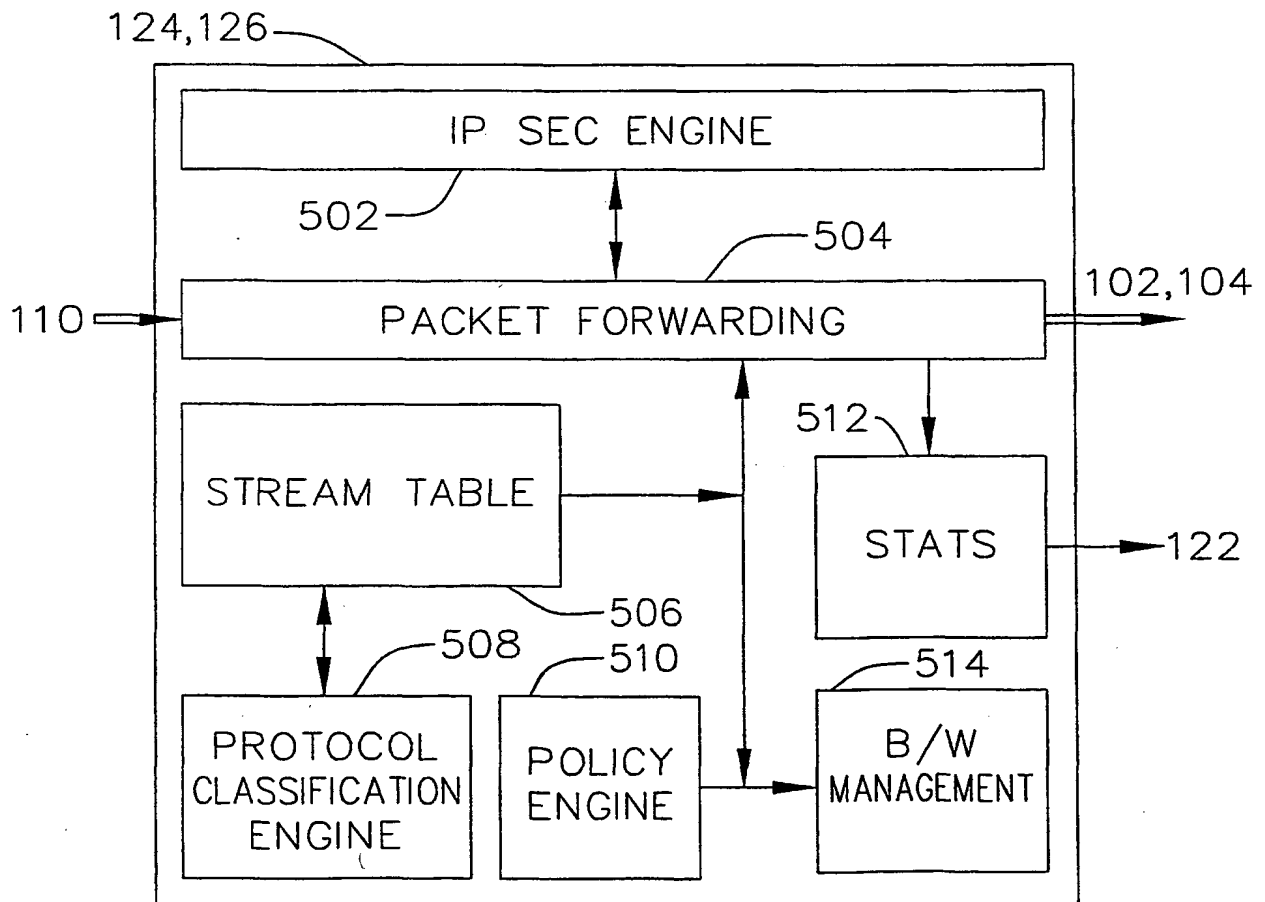 124,126
IP SEC ENGINE
502
504
102,104
110
PACKET FORWARDING
512
STREAM TABLE
STATS
122
506
508
510
514
PROTOCOL
CLASSIFICATION
ENGINE
POLICY
ENGINE
B/W
MANAGEMENT